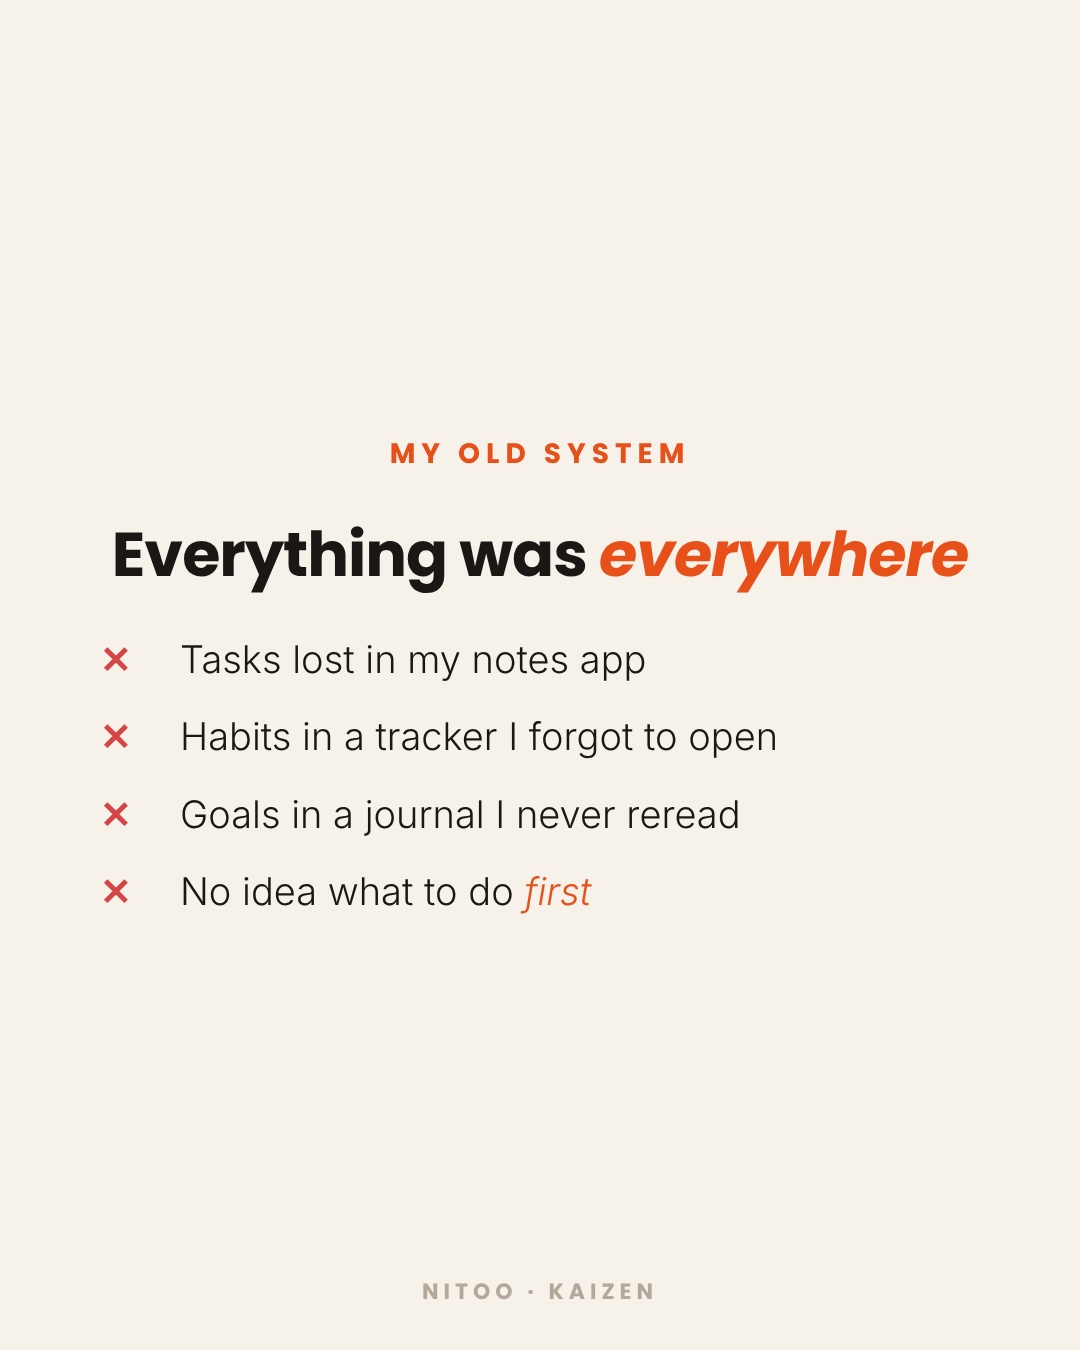 MY OLD SYSTEM
Everything was everywhere
✕ Tasks lost in my notes app
✕ Habits in a tracker I forgot to open
✕ Goals in a journal I never reread
✕ No idea what to do first
NITOO · KAIZEN